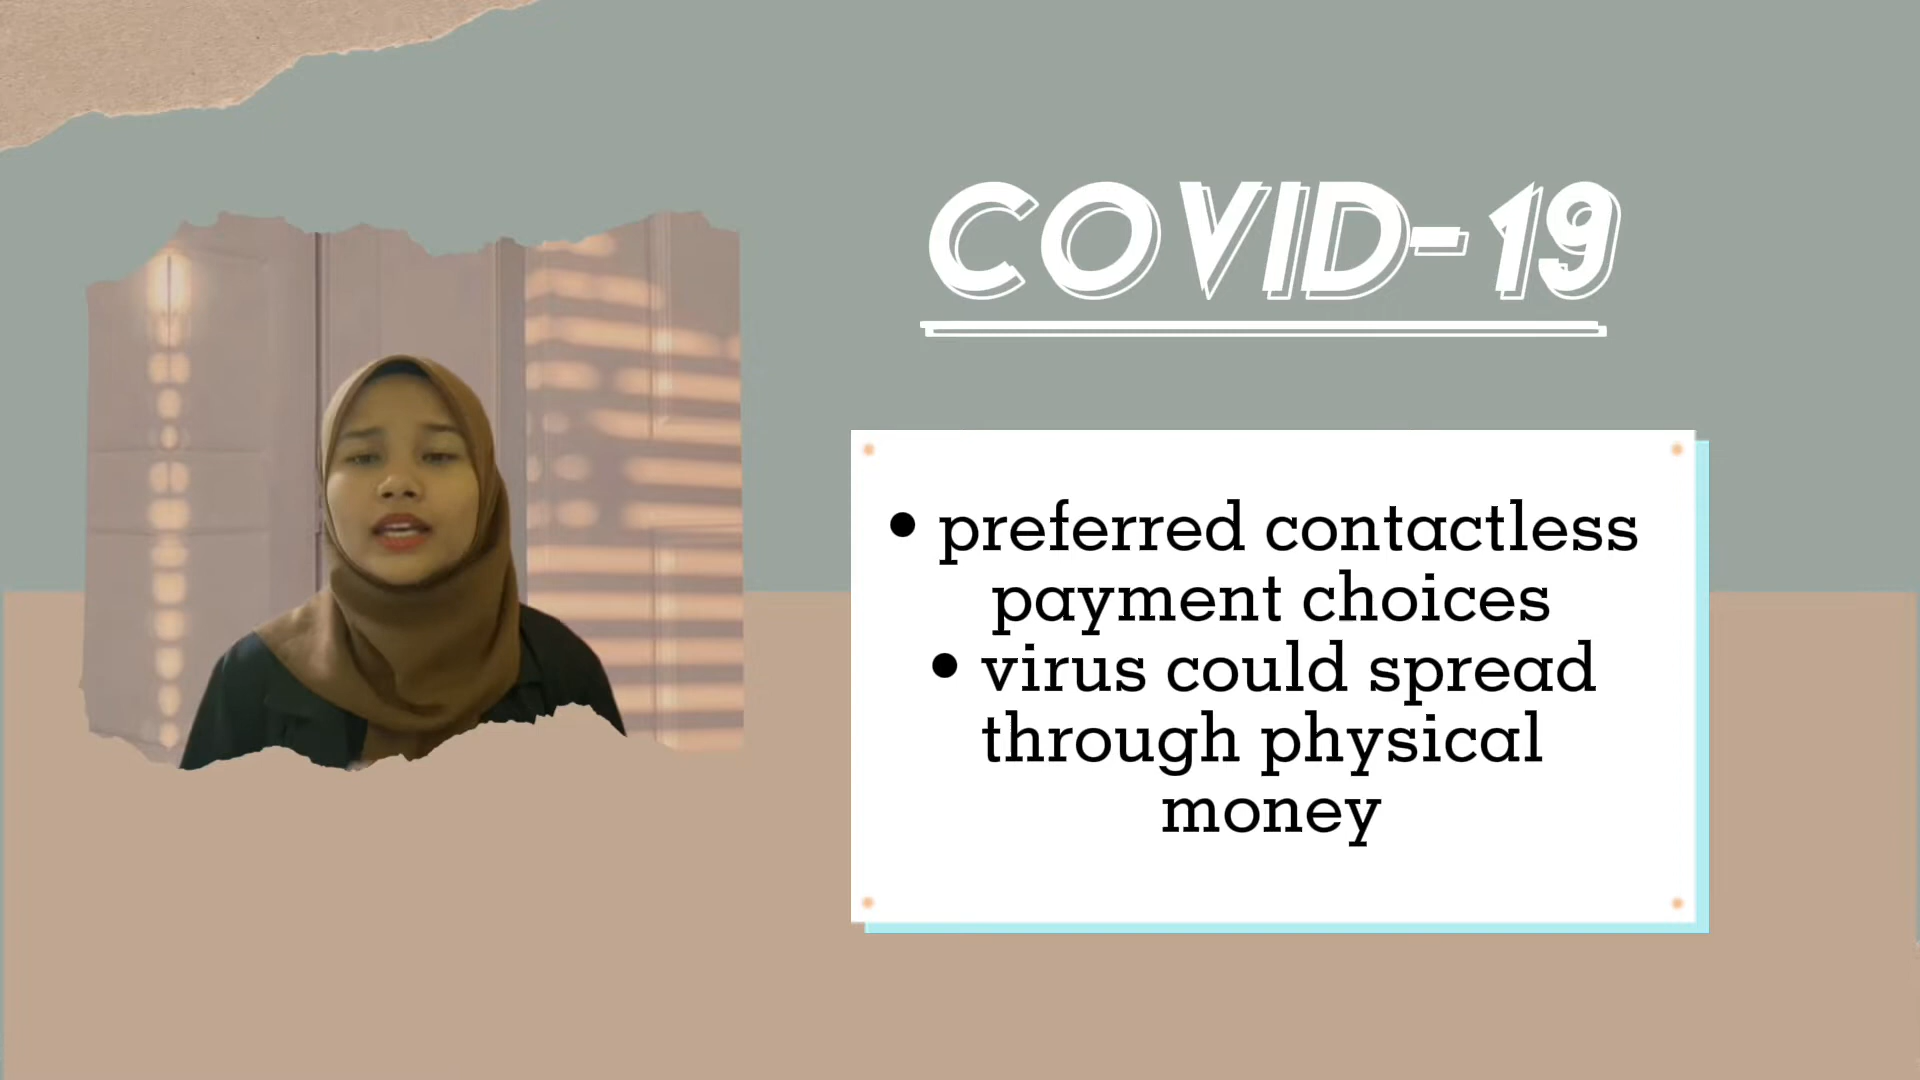 COVID-19
• preferred contactless
payment choices
• virus could spread
through physical
money